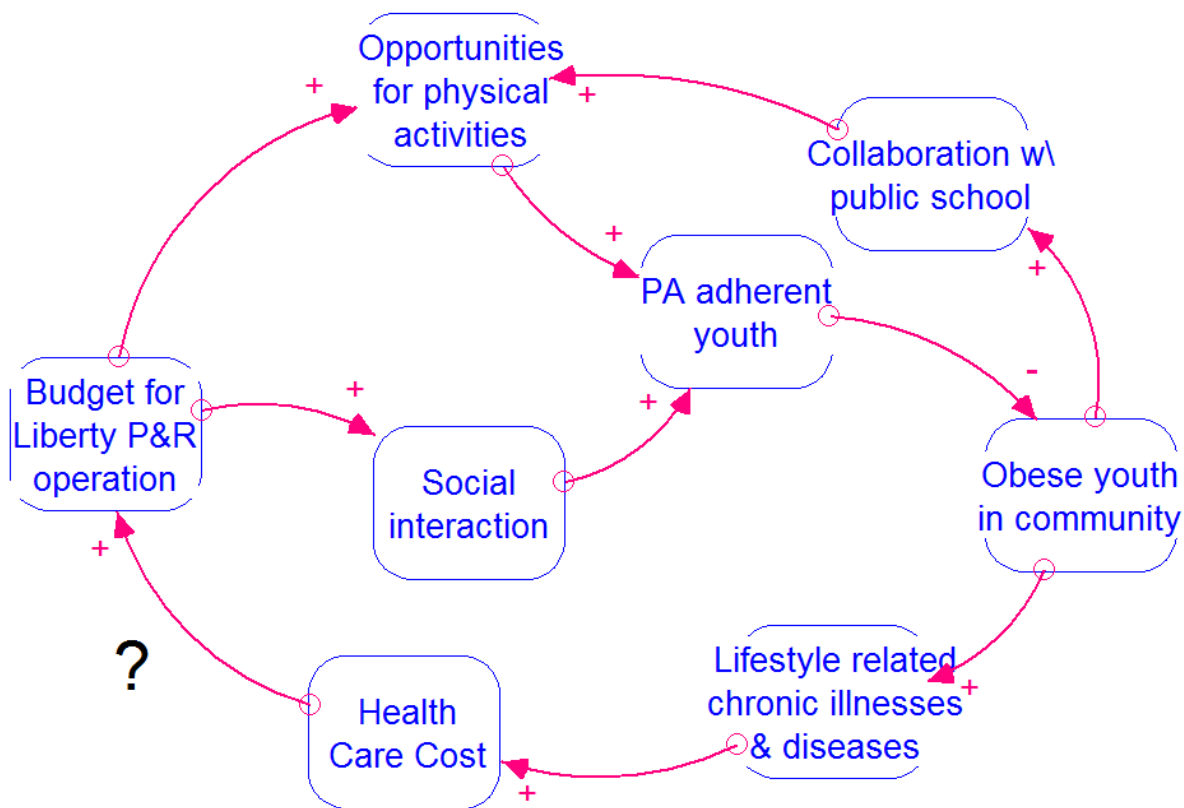 Opportunities
for physical
activities
+
+
Collaboration w\
public school
+
+
PA adherent
youth
-
Budget for
Liberty P&R
operation
+
Social
interaction
+
Obese youth
in community
+
?
Health
Care Cost
+
Lifestyle related
chronic illnesses
& diseases
+